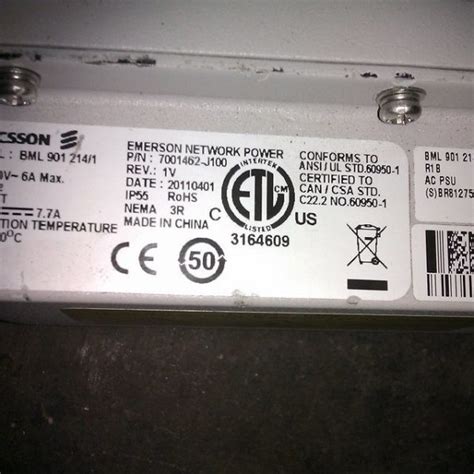 CSSON
: BML 901 214/1
0V~ 6A Max.
7.7A
TION TEMPERATURE
0°C
EMERSON NETWORK POWER
P/N : 7001462-J100
REV.: 1V
DATE : 20110401
IP55 RoHS
NEMA 3R
MADE IN CHINA
CE
50
INTERTEK
ETL CM
LISTED
C US
3164609
CONFORMS TO
ANSI/UL STD.60950-1
CERTIFIED TO
CAN / CSA STD.
C22.2 NO.60950-1
BML 901 21
R1B
AC PSU
(S)BR81275